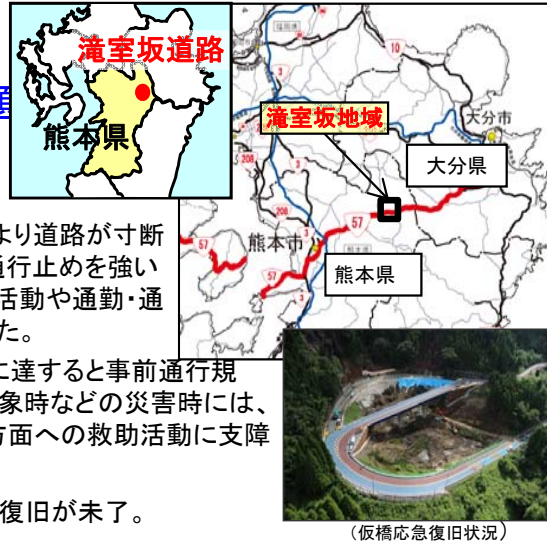 滝室坂道路
熊本県
10
3
滝室坂地域
大分市
大分県
208
3
3
208
57
57
熊本市
熊本県
57
3
より道路が寸断
通行止めを強い
活動や通勤・通
た。
に達すると事前通行規
象時などの災害時には、
方面への救助活動に支障
復旧が未了。
(仮橋応急復旧状況)